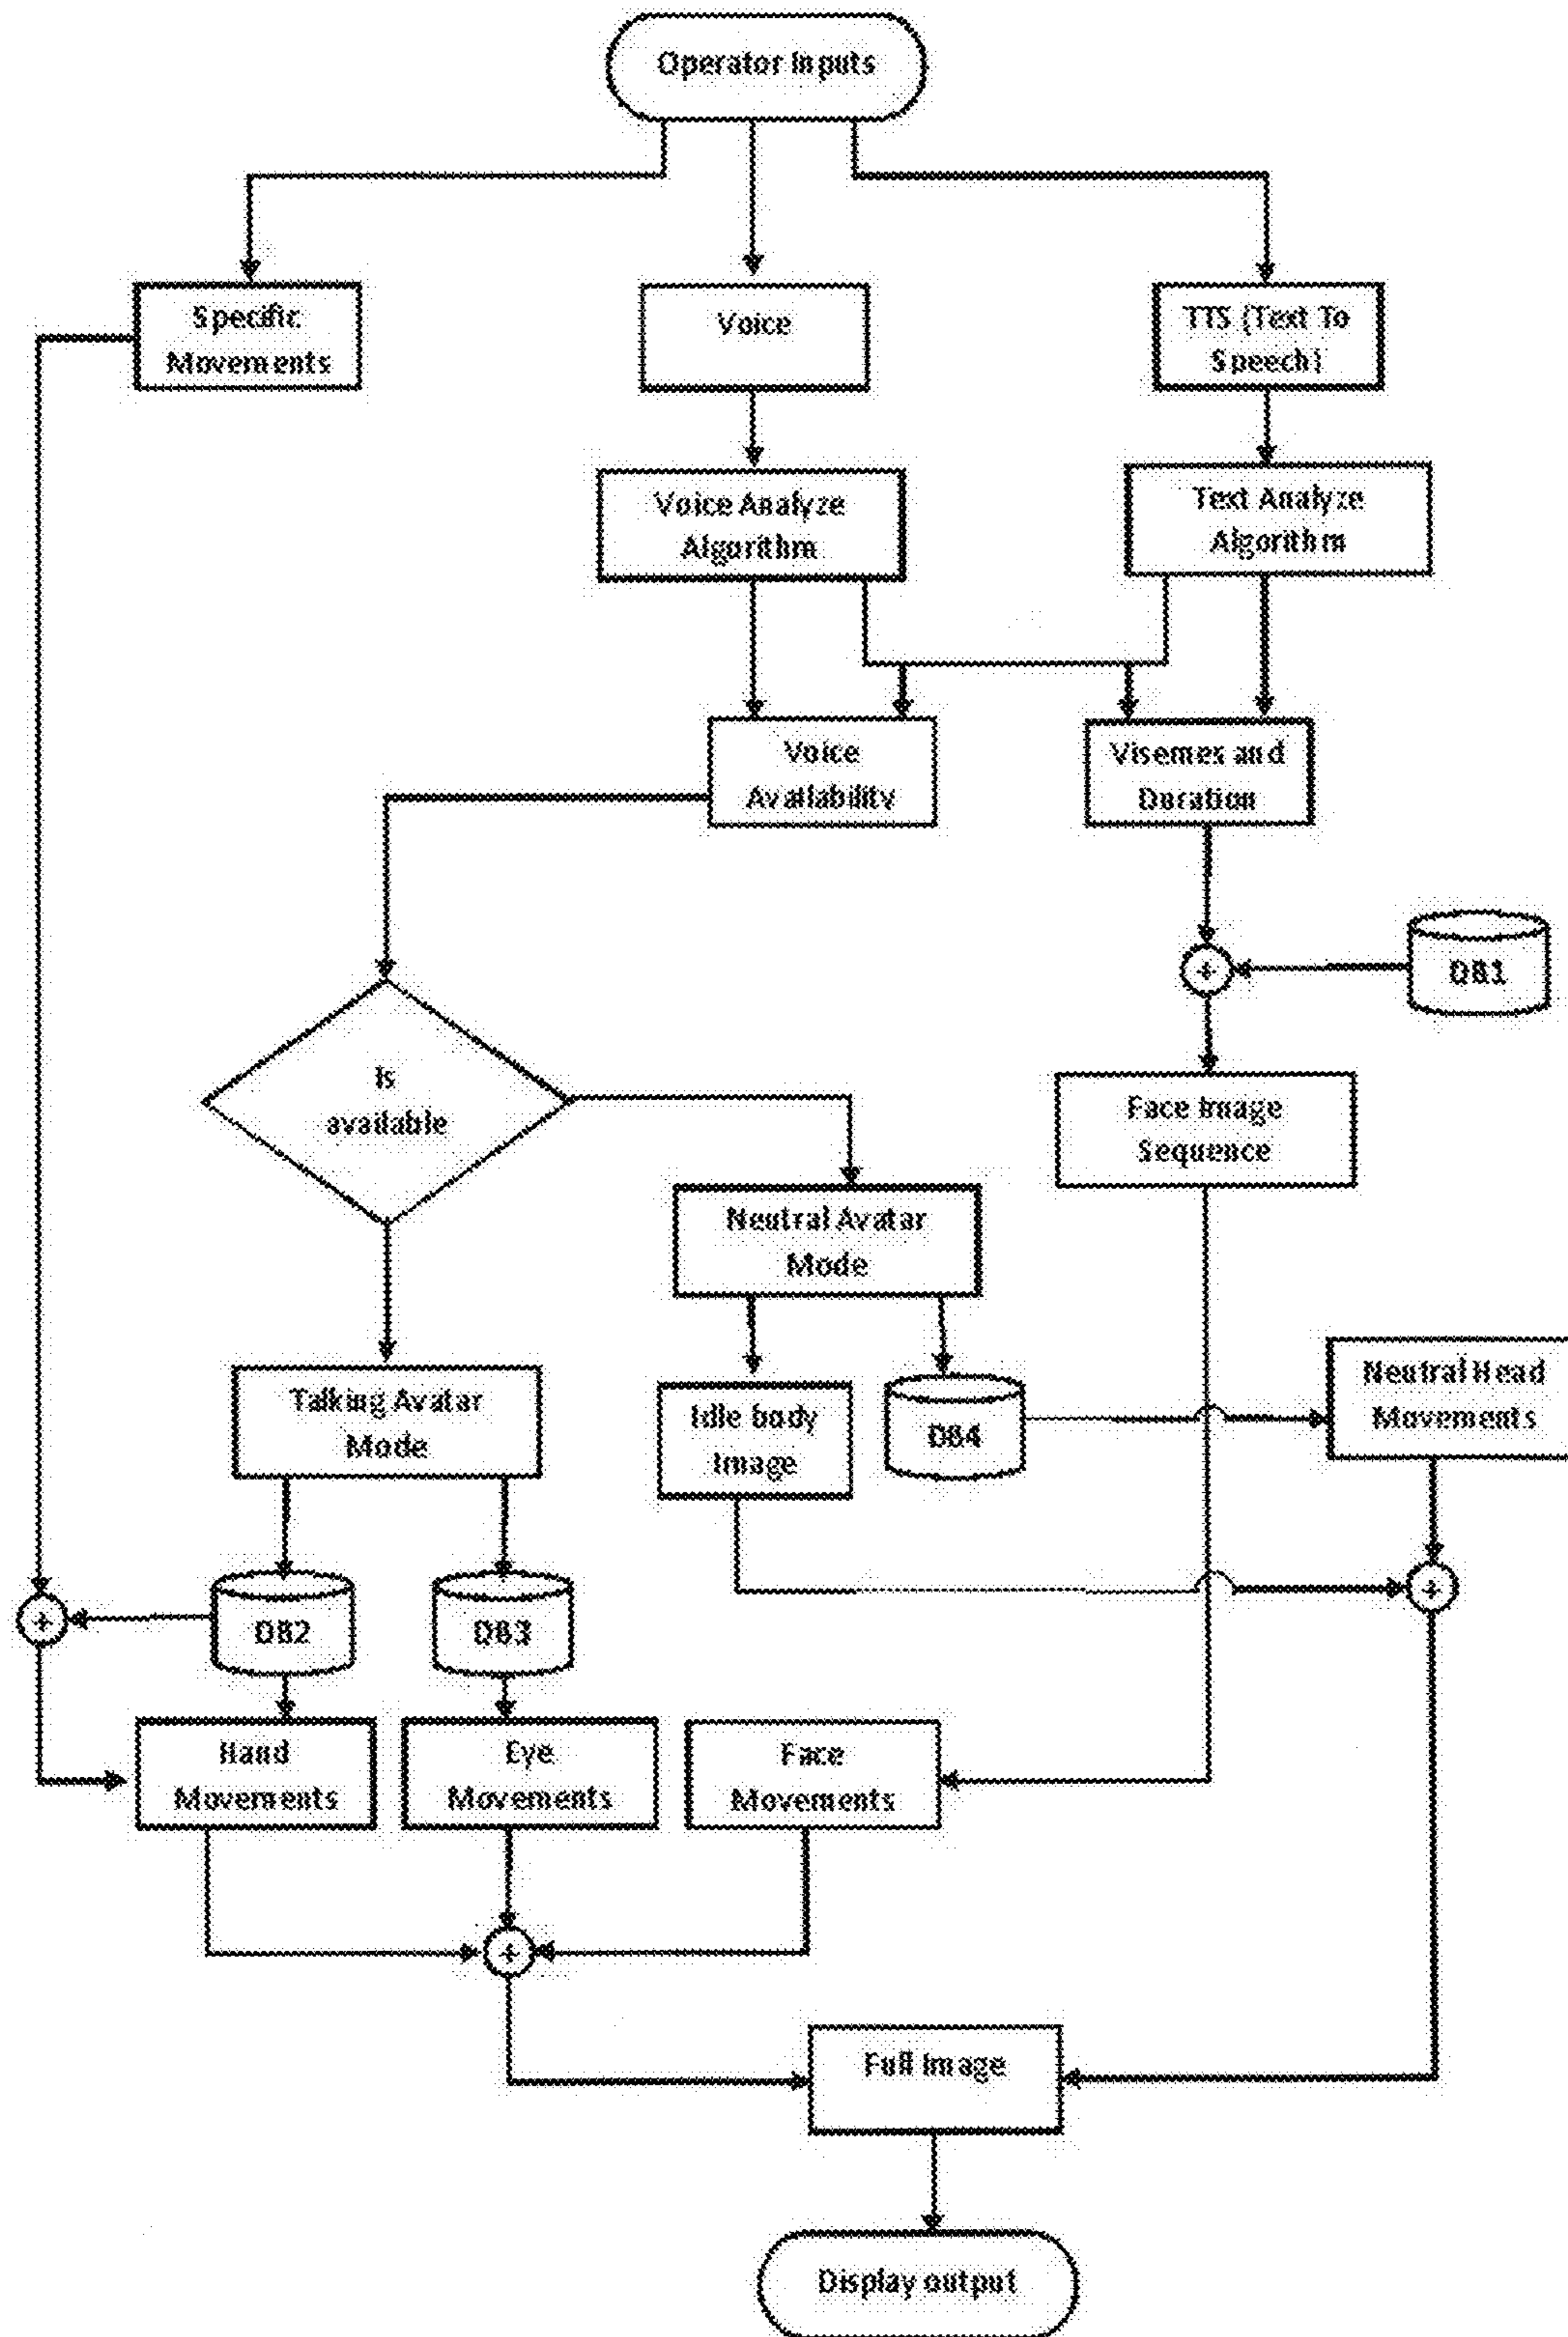 Operator Inputs
Specific
Movements
Voice
TTS (Text To
Speech)
Voice Analyze
Algorithm
Text Analyze
Algorithm
Voice
Availability
Visemes and
Duration
+
DB1
Is
available
Face Image
Sequence
Neutral Avatar
Mode
Talking Avatar
Mode
Idle body
Image
DB4
Neutral Head
Movements
+
+
DB2
DB3
Hand
Movements
Eye
Movements
Face
Movements
+
Full Image
Display output